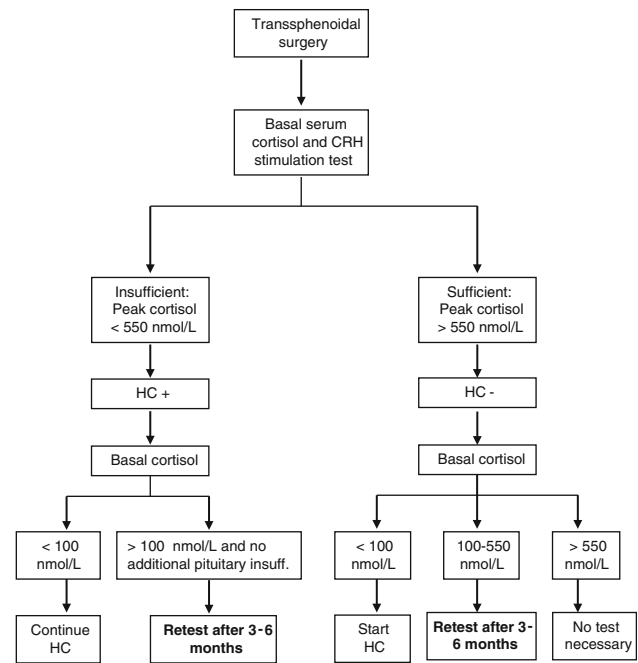 Transsphenoidal
surgery
Basal serum
cortisol and CRH
stimulation test
Insufficient:
Peak cortisol
< 550 nmol/L
Sufficient:
Peak cortisol
> 550 nmol/L
HC +
HC -
Basal cortisol
Basal cortisol
< 100
nmol/L
> 100 nmol/L and no
additional pituitary insuff.
< 100
nmol/L
100-550
nmol/L
> 550
nmol/L
Continue
HC
Retest after 3-6
months
Start
HC
Retest after 3-
6 months
No test
necessary